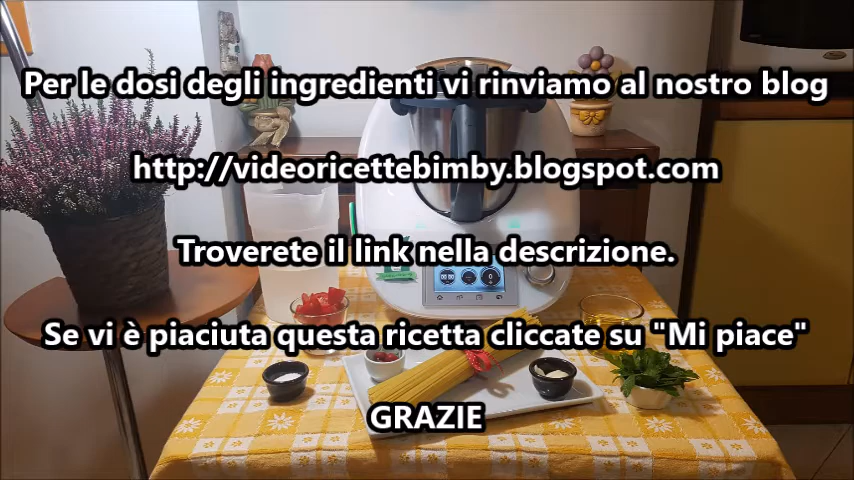 Per le dosi degli ingredienti vi rinviamo al nostro blog
http://videoricettebimby.blogspot.com
Troverete il link nella descrizione.
Se vi è piaciuta questa ricetta cliccate su "Mi piace"
GRAZIE